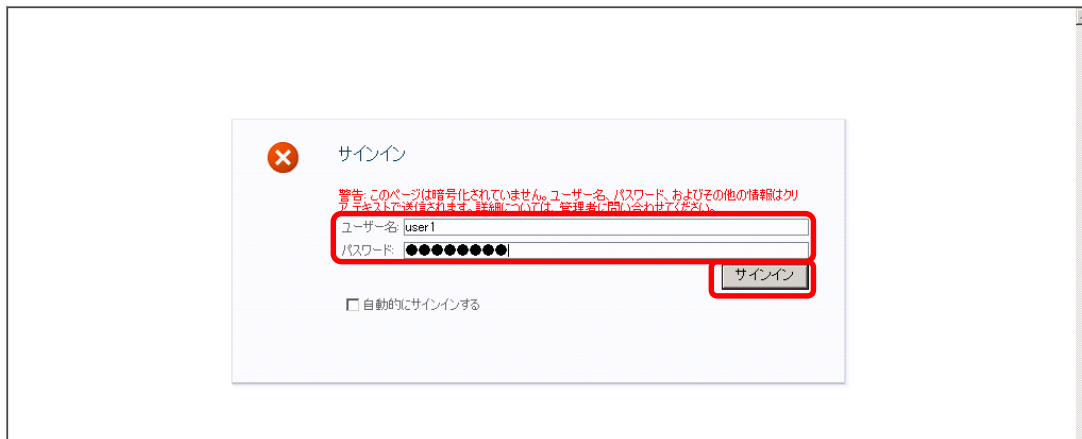 サインイン
警告: このページは暗号化されていません。ユーザー名、パスワード、およびその他の情報はクリ
ア テキストで送信されます。詳細については、管理者に問い合わせてください。
ユーザー名: user1
パスワード: ●●●●●●●●
サインイン
自動的にサインインする